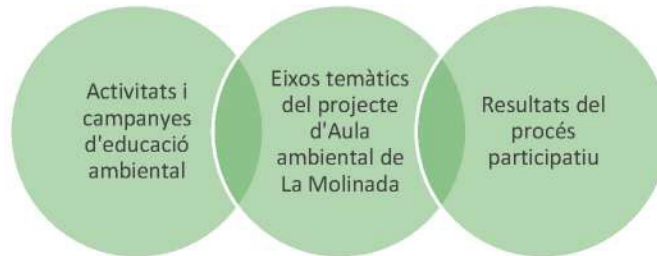 Activitats i
campanyes
d'educació
ambiental
Eixos temàtics
del projecte
d'Aula
ambiental de
La Molinada
Resultats del
procés
participatiu